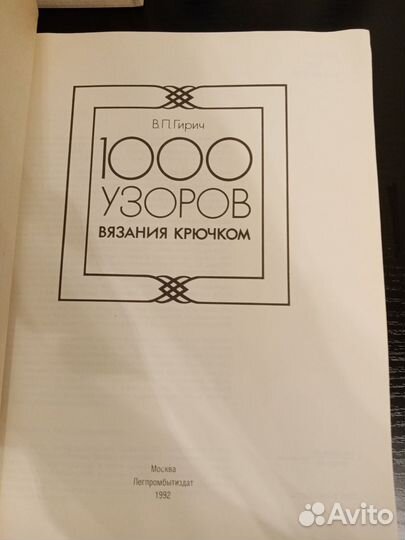 В.П.Гирич
1000
УЗОРОВ
ВЯЗАНИЯ КРЮЧКОМ
Москва
Легпромбытиздат
1992
Avito